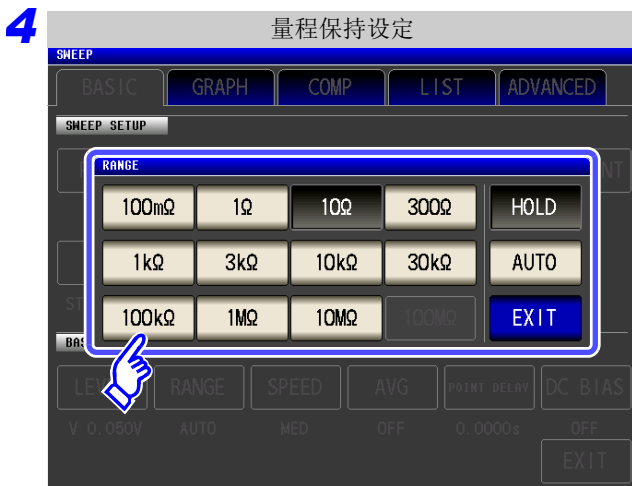 4
量程保持设定
SWEEP
BASIC GRAPH COMP LIST ADVANCED
SWEEP SETUP
RANGE
100mΩ 1Ω 10Ω 300Ω HOLD
1kΩ 3kΩ 10kΩ 30kΩ AUTO
100kΩ 1MΩ 10MΩ 100MΩ EXIT
LEV RANGE SPEED AVG POINT DELAY DC BIAS
V 0.050V AUTO MED OFF 0.0000s OFF
EXIT